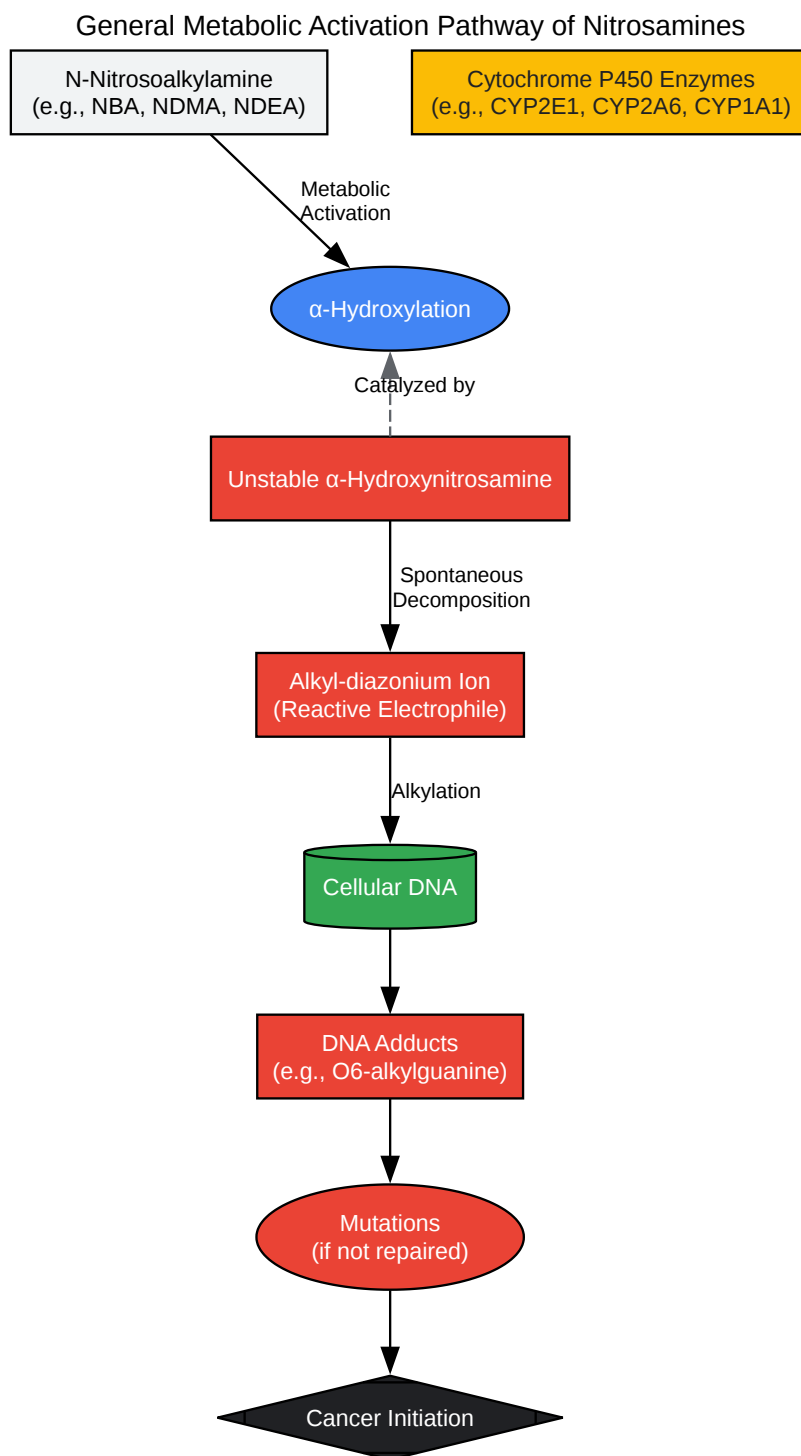 General Metabolic Activation Pathway of Nitrosamines
N-Nitrosoalkylamine
(e.g., NBA, NDMA, NDEA)
Cytochrome P450 Enzymes
(e.g., CYP2E1, CYP2A6, CYP1A1)
Metabolic
Activation
α-Hydroxylation
Catalyzed by
Unstable α-Hydroxynitrosamine
Spontaneous
Decomposition
Alkyl-diazonium Ion
(Reactive Electrophile)
Alkylation
Cellular DNA
DNA Adducts
(e.g., O6-alkylguanine)
Mutations
(if not repaired)
Cancer Initiation